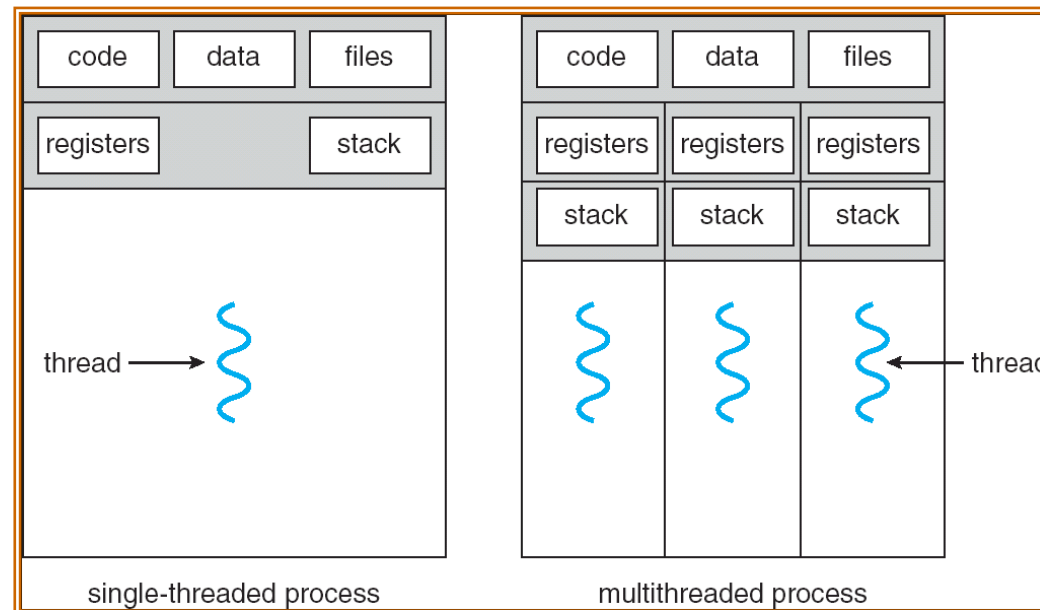 code data files
registers stack
thread
single-threaded process
code data files
registers registers registers
stack stack stack
thread
multithreaded process